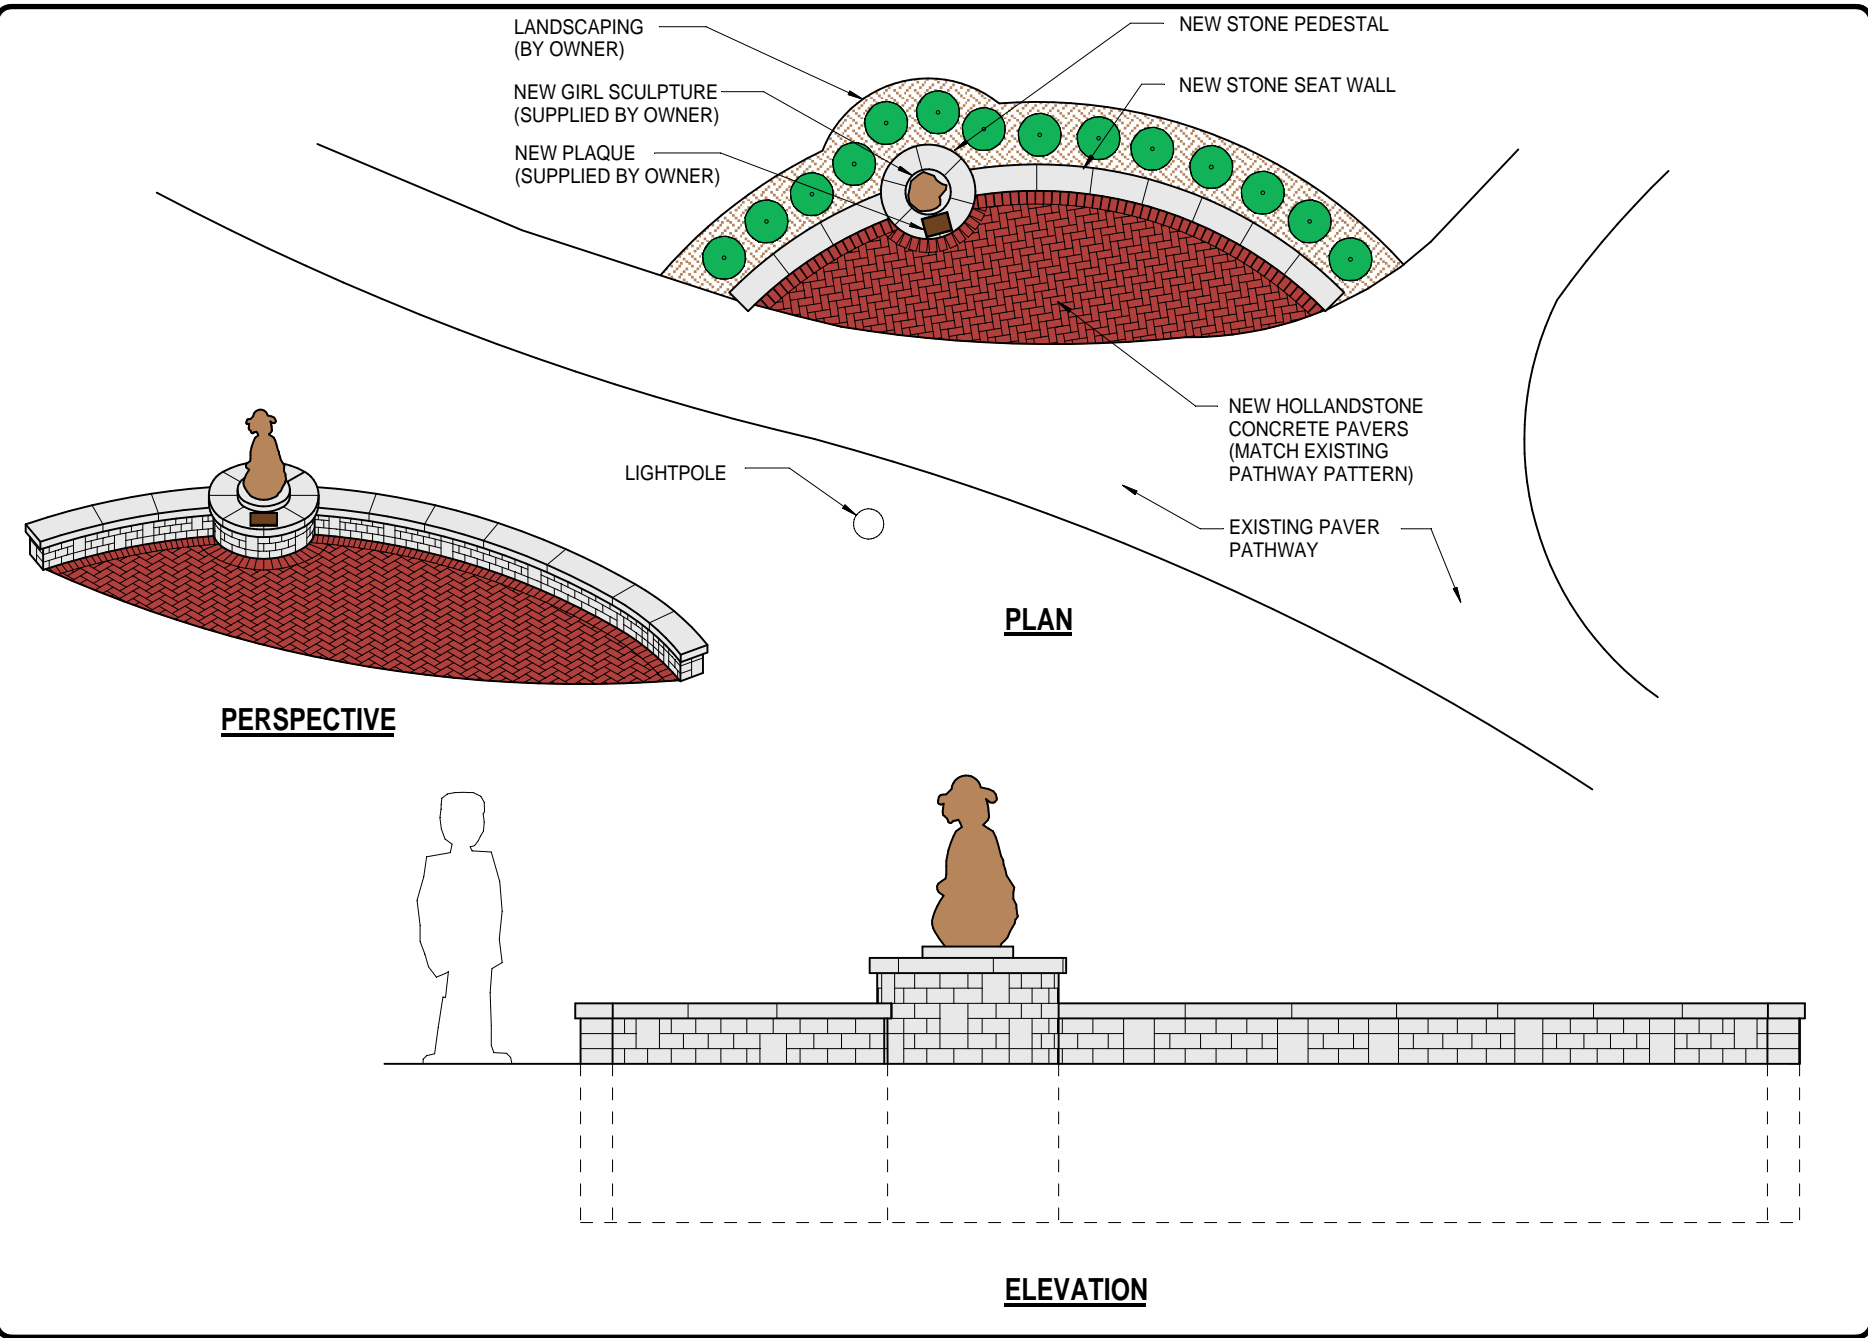 LANDSCAPING
(BY OWNER)
NEW GIRL SCULPTURE
(SUPPLIED BY OWNER)
NEW PLAQUE
(SUPPLIED BY OWNER)
NEW STONE PEDESTAL
NEW STONE SEAT WALL
NEW HOLLANDSTONE
CONCRETE PAVERS
(MATCH EXISTING
PATHWAY PATTERN)
LIGHTPOLE
EXISTING PAVER
PATHWAY
PLAN
PERSPECTIVE
ELEVATION